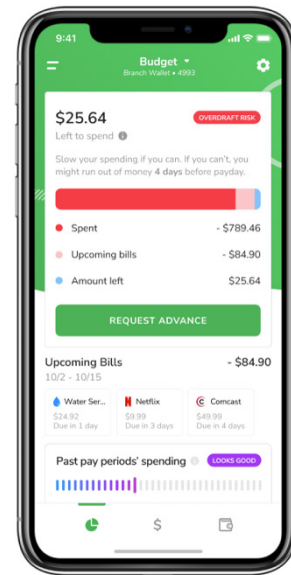 9:41
Budget
Branch Wallet • 4993
$25.64
OVERDRAFT RISK
Left to spend
Slow your spending if you can. If you can't, you
might run out of money 4 days before payday.
Spent - $789.46
Upcoming bills - $84.90
Amount left $25.64
REQUEST ADVANCE
Upcoming Bills - $84.90
10/2 - 10/15
Water Ser... Netflix Comcast
$24.92 $9.99 $49.99
Due in 1 day Due in 3 days Due in 4 days
Past pay periods' spending LOOKS GOOD
$